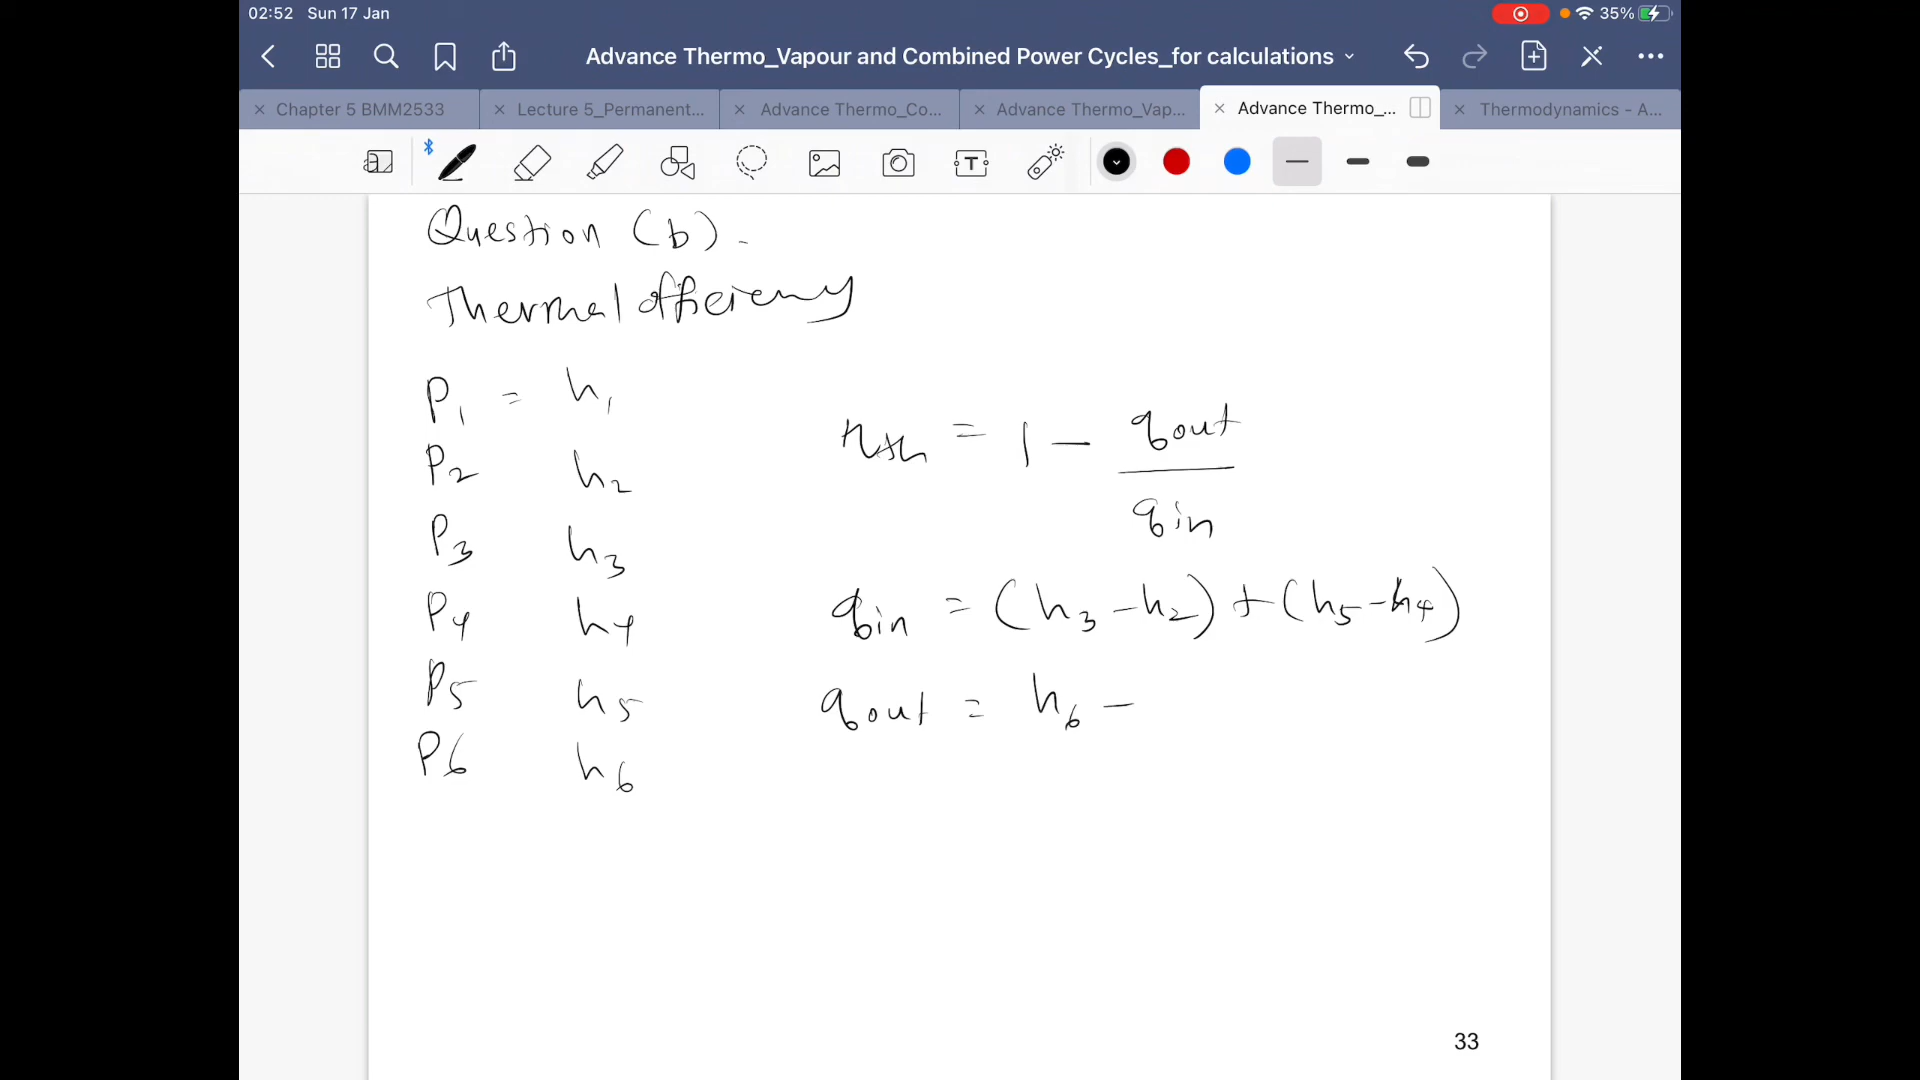 02:52 Sun 17 Jan
35%
Advance Thermo_Vapour and Combined Power Cycles_for calculations
Chapter 5 BMM2533
Lecture 5_Permanent...
Advance Thermo_Co...
Advance Thermo_Vap...
Advance Thermo_...
Thermodynamics - A...
Question (b).
Thermal efficiency
P1 = h1
P2 h2
P3 h3
P4 h4
P5 h5
P6 h6
ηth = 1 - qout / qin
qin = (h3 - h2) + (h5 - h4)
qout = h6 -
33